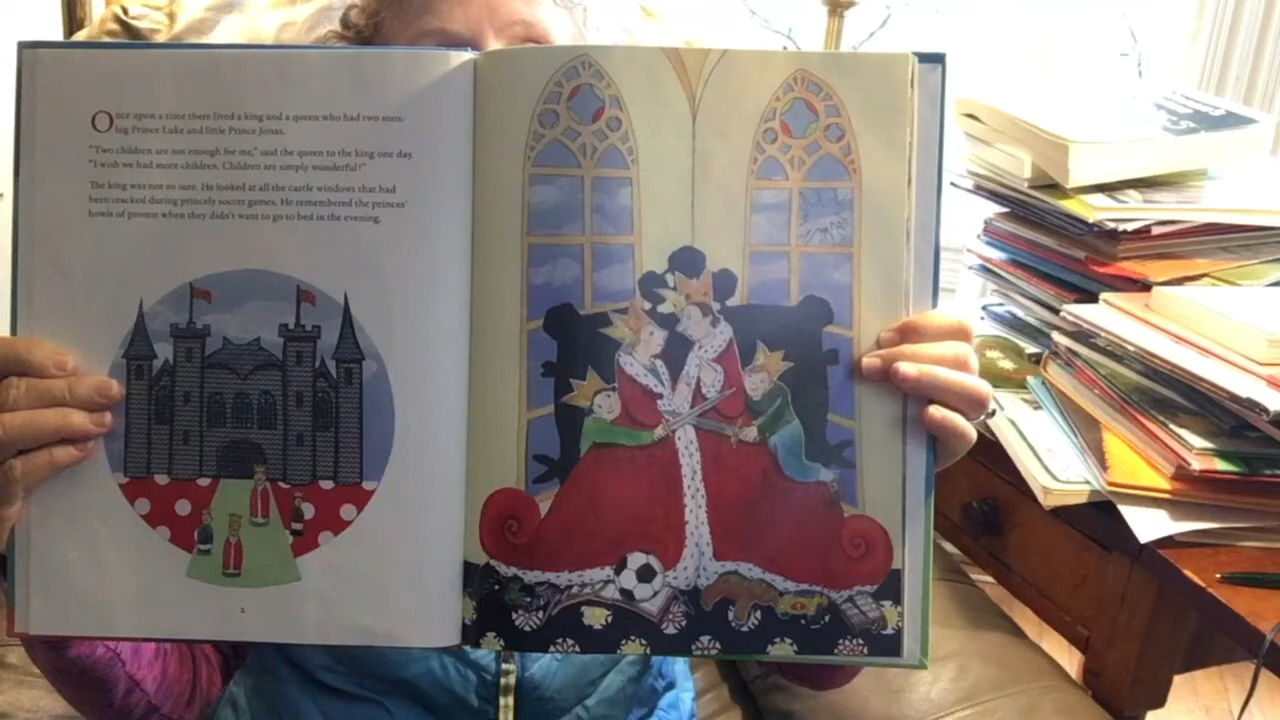 Once upon a time there lived a king and a queen who had two sons:
big Prince Luke and little Prince Jonas.
"Two children are not enough for me," said the queen to the king one day.
"I wish we had more children. Children are simply wonderful!"
The king was not so sure. He looked at all the castle windows that had
been cracked during princely soccer games. He remembered the princes'
howls of protest when they didn't want to go to bed in the evening.
2